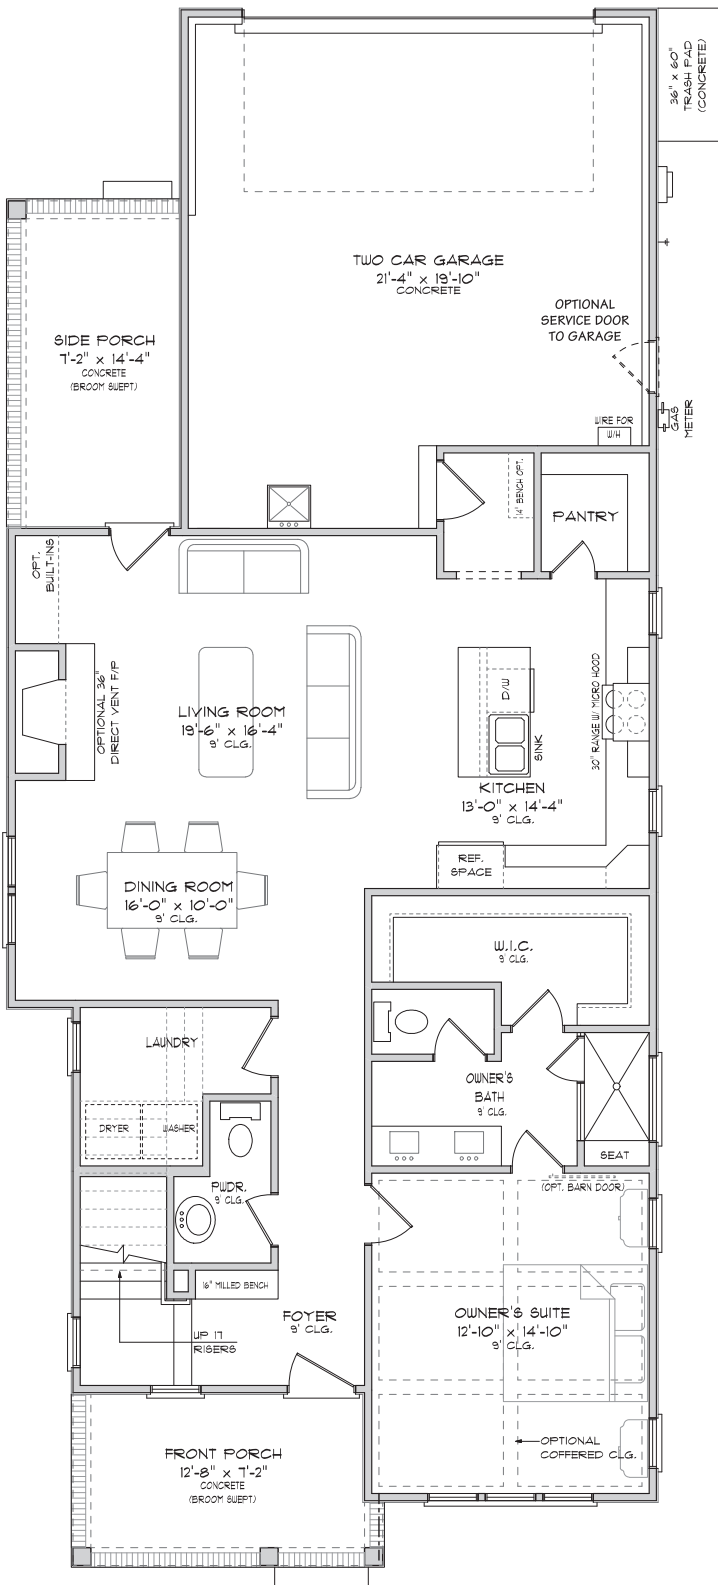 36" x 60"
TRASH PAD
(CONCRETE)
TWO CAR GARAGE
21'-4" x 19'-10"
CONCRETE
OPTIONAL
SERVICE DOOR
TO GARAGE
SIDE PORCH
7'-2" x 14'-4"
CONCRETE
(BROOM SWEPT)
GAS
METER
WIRE FOR
W/H
14" BENCH OPT.
PANTRY
OPT.
BUILT-INS
OPTIONAL 36"
DIRECT VENT F/P
LIVING ROOM
19'-6" x 16'-4"
9' CLG.
D/W
SINK
30" RANGE W/ MICRO HOOD
KITCHEN
13'-0" x 14'-4"
9' CLG.
REF.
SPACE
DINING ROOM
16'-0" x 10'-0"
9' CLG.
W.I.C.
9' CLG.
LAUNDRY
OWNER'S
BATH
9' CLG.
DRYER
WASHER
SEAT
PWDR.
9' CLG.
(OPT. BARN DOOR)
16" MILLED BENCH
FOYER
9' CLG.
UP 17
RISERS
OWNER'S SUITE
12'-10" x 14'-10"
9' CLG.
OPTIONAL
COFFERED CLG.
FRONT PORCH
12'-8" x 7'-2"
CONCRETE
(BROOM SWEPT)